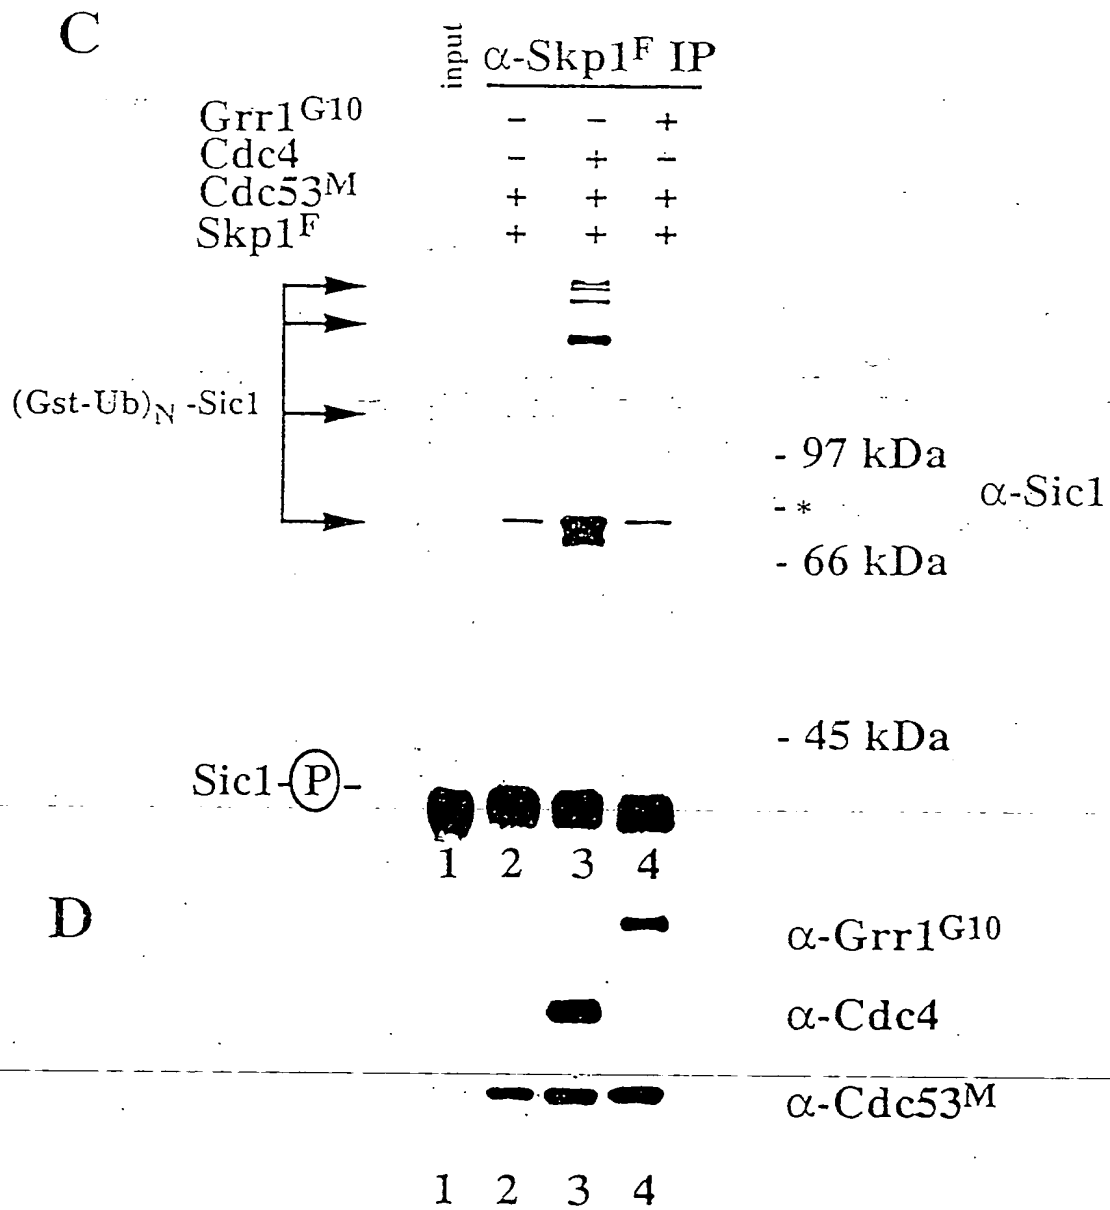 C
input
α-Skp1F IP
Grr1G10 - - +
Cdc4 - + -
Cdc53M + + +
Skp1F + + +
(Gst-Ub)N -Sic1
- 97 kDa
α-Sic1
- *
- 66 kDa
- 45 kDa
Sic1-P-
1 2 3 4
D
α-Grr1G10
α-Cdc4
α-Cdc53M
1 2 3 4